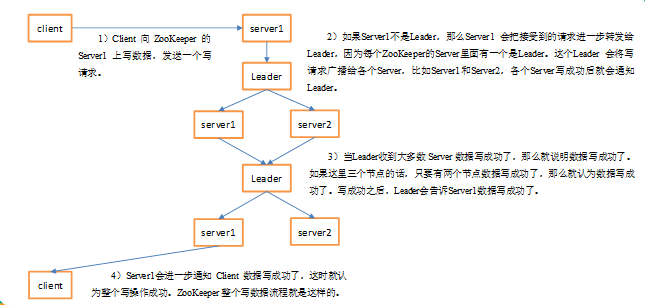 client
server1
1）Client 向 ZooKeeper 的
Server1 上写数据，发送一个写
请求。
2）如果Server1不是Leader，那么Server1 会把接受到的请求进一步转发给
Leader，因为每个ZooKeeper的Server里面有一个是Leader。这个Leader 会将写
请求广播给各个Server，比如Server1和Server2，各个Server写成功后就会通知
Leader。
Leader
server1
server2
3）当Leader收到大多数 Server 数据写成功了，那么就说明数据写成功了。
如果这里三个节点的话，只要有两个节点数据写成功了，那么就认为数据写成
功了。写成功之后，Leader会告诉Server1数据写成功了。
Leader
server1
server2
4）Server1会进一步通知 Client 数据写成功了，这时就认
为整个写操作成功。ZooKeeper 整个写数据流程就是这样的。
client